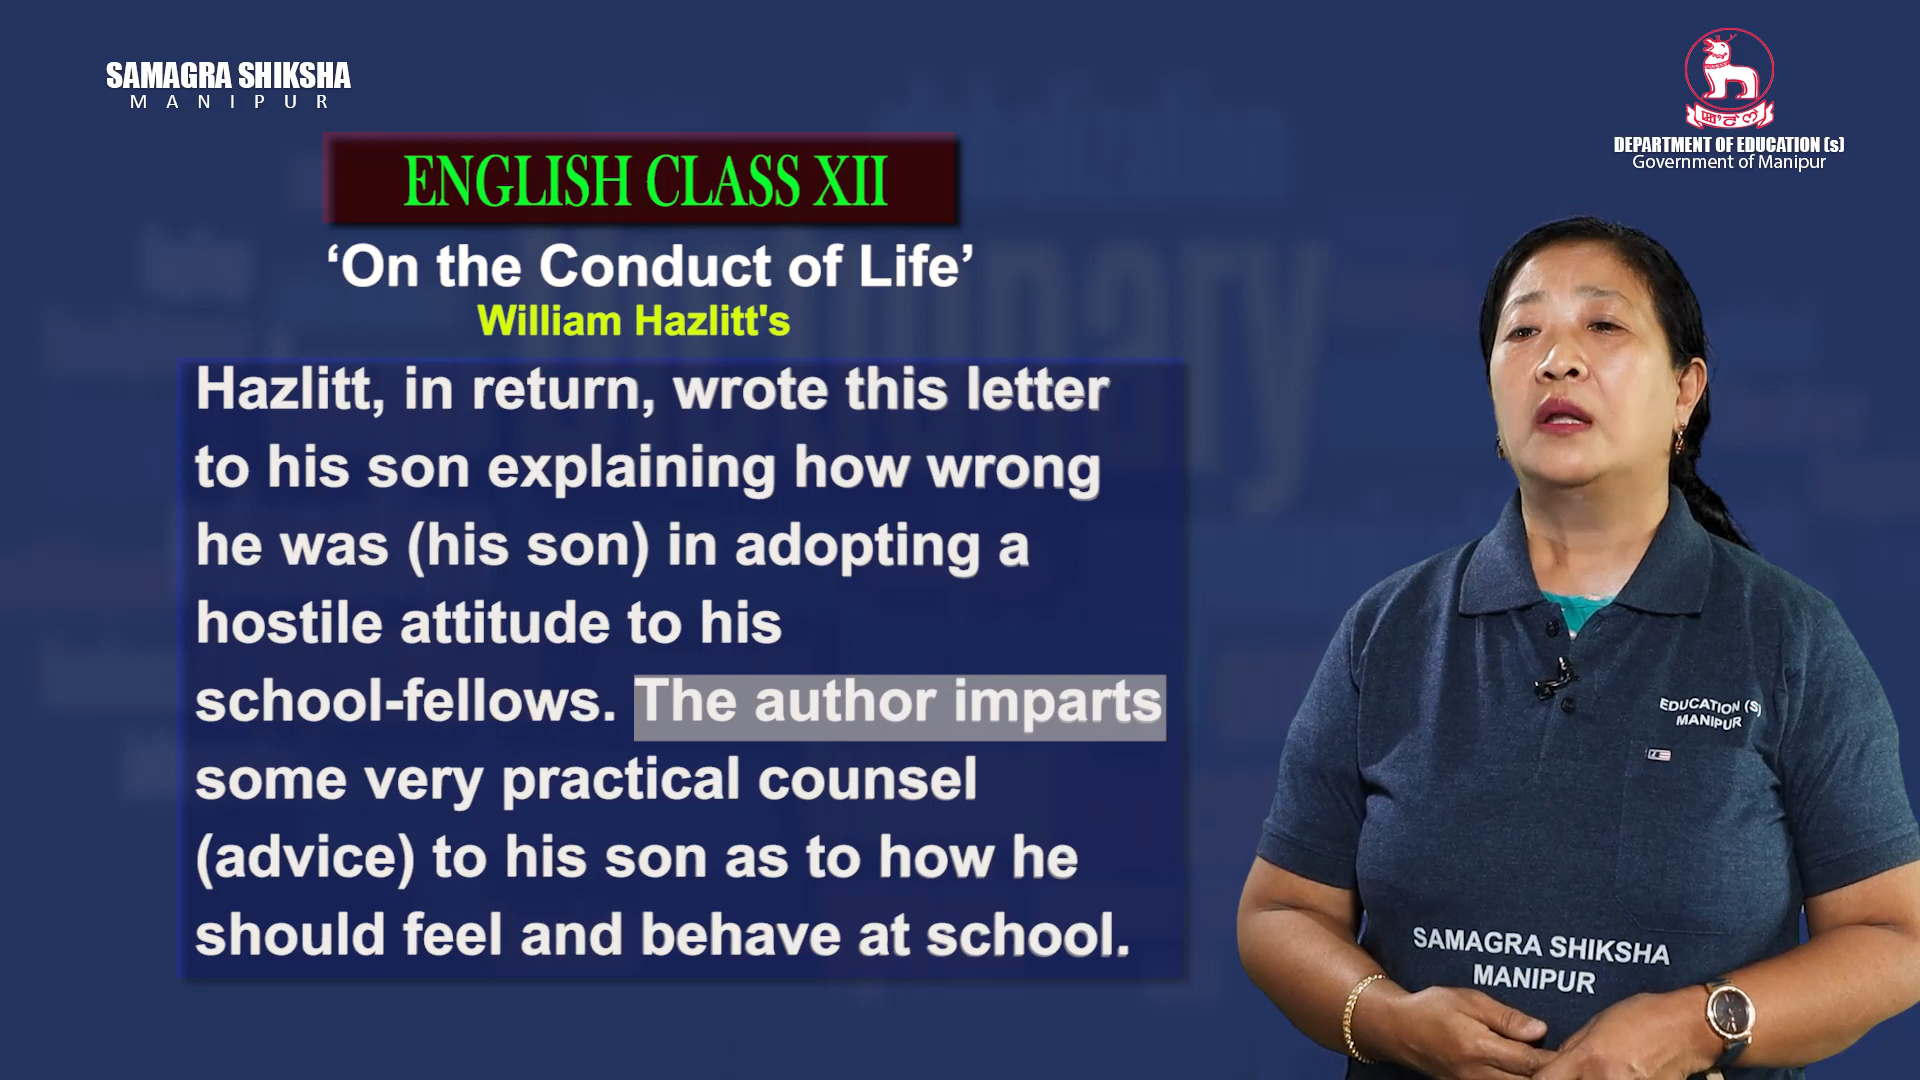 SAMAGRA SHIKSHA
MANIPUR
DEPARTMENT OF EDUCATION (s)
Government of Manipur
ENGLISH CLASS XII
‘On the Conduct of Life’
William Hazlitt's
Hazlitt, in return, wrote this letter
to his son explaining how wrong
he was (his son) in adopting a
hostile attitude to his
school-fellows. The author imparts
some very practical counsel
(advice) to his son as to how he
should feel and behave at school.
EDUCATION (S)
MANIPUR
SAMAGRA SHIKSHA
MANIPUR